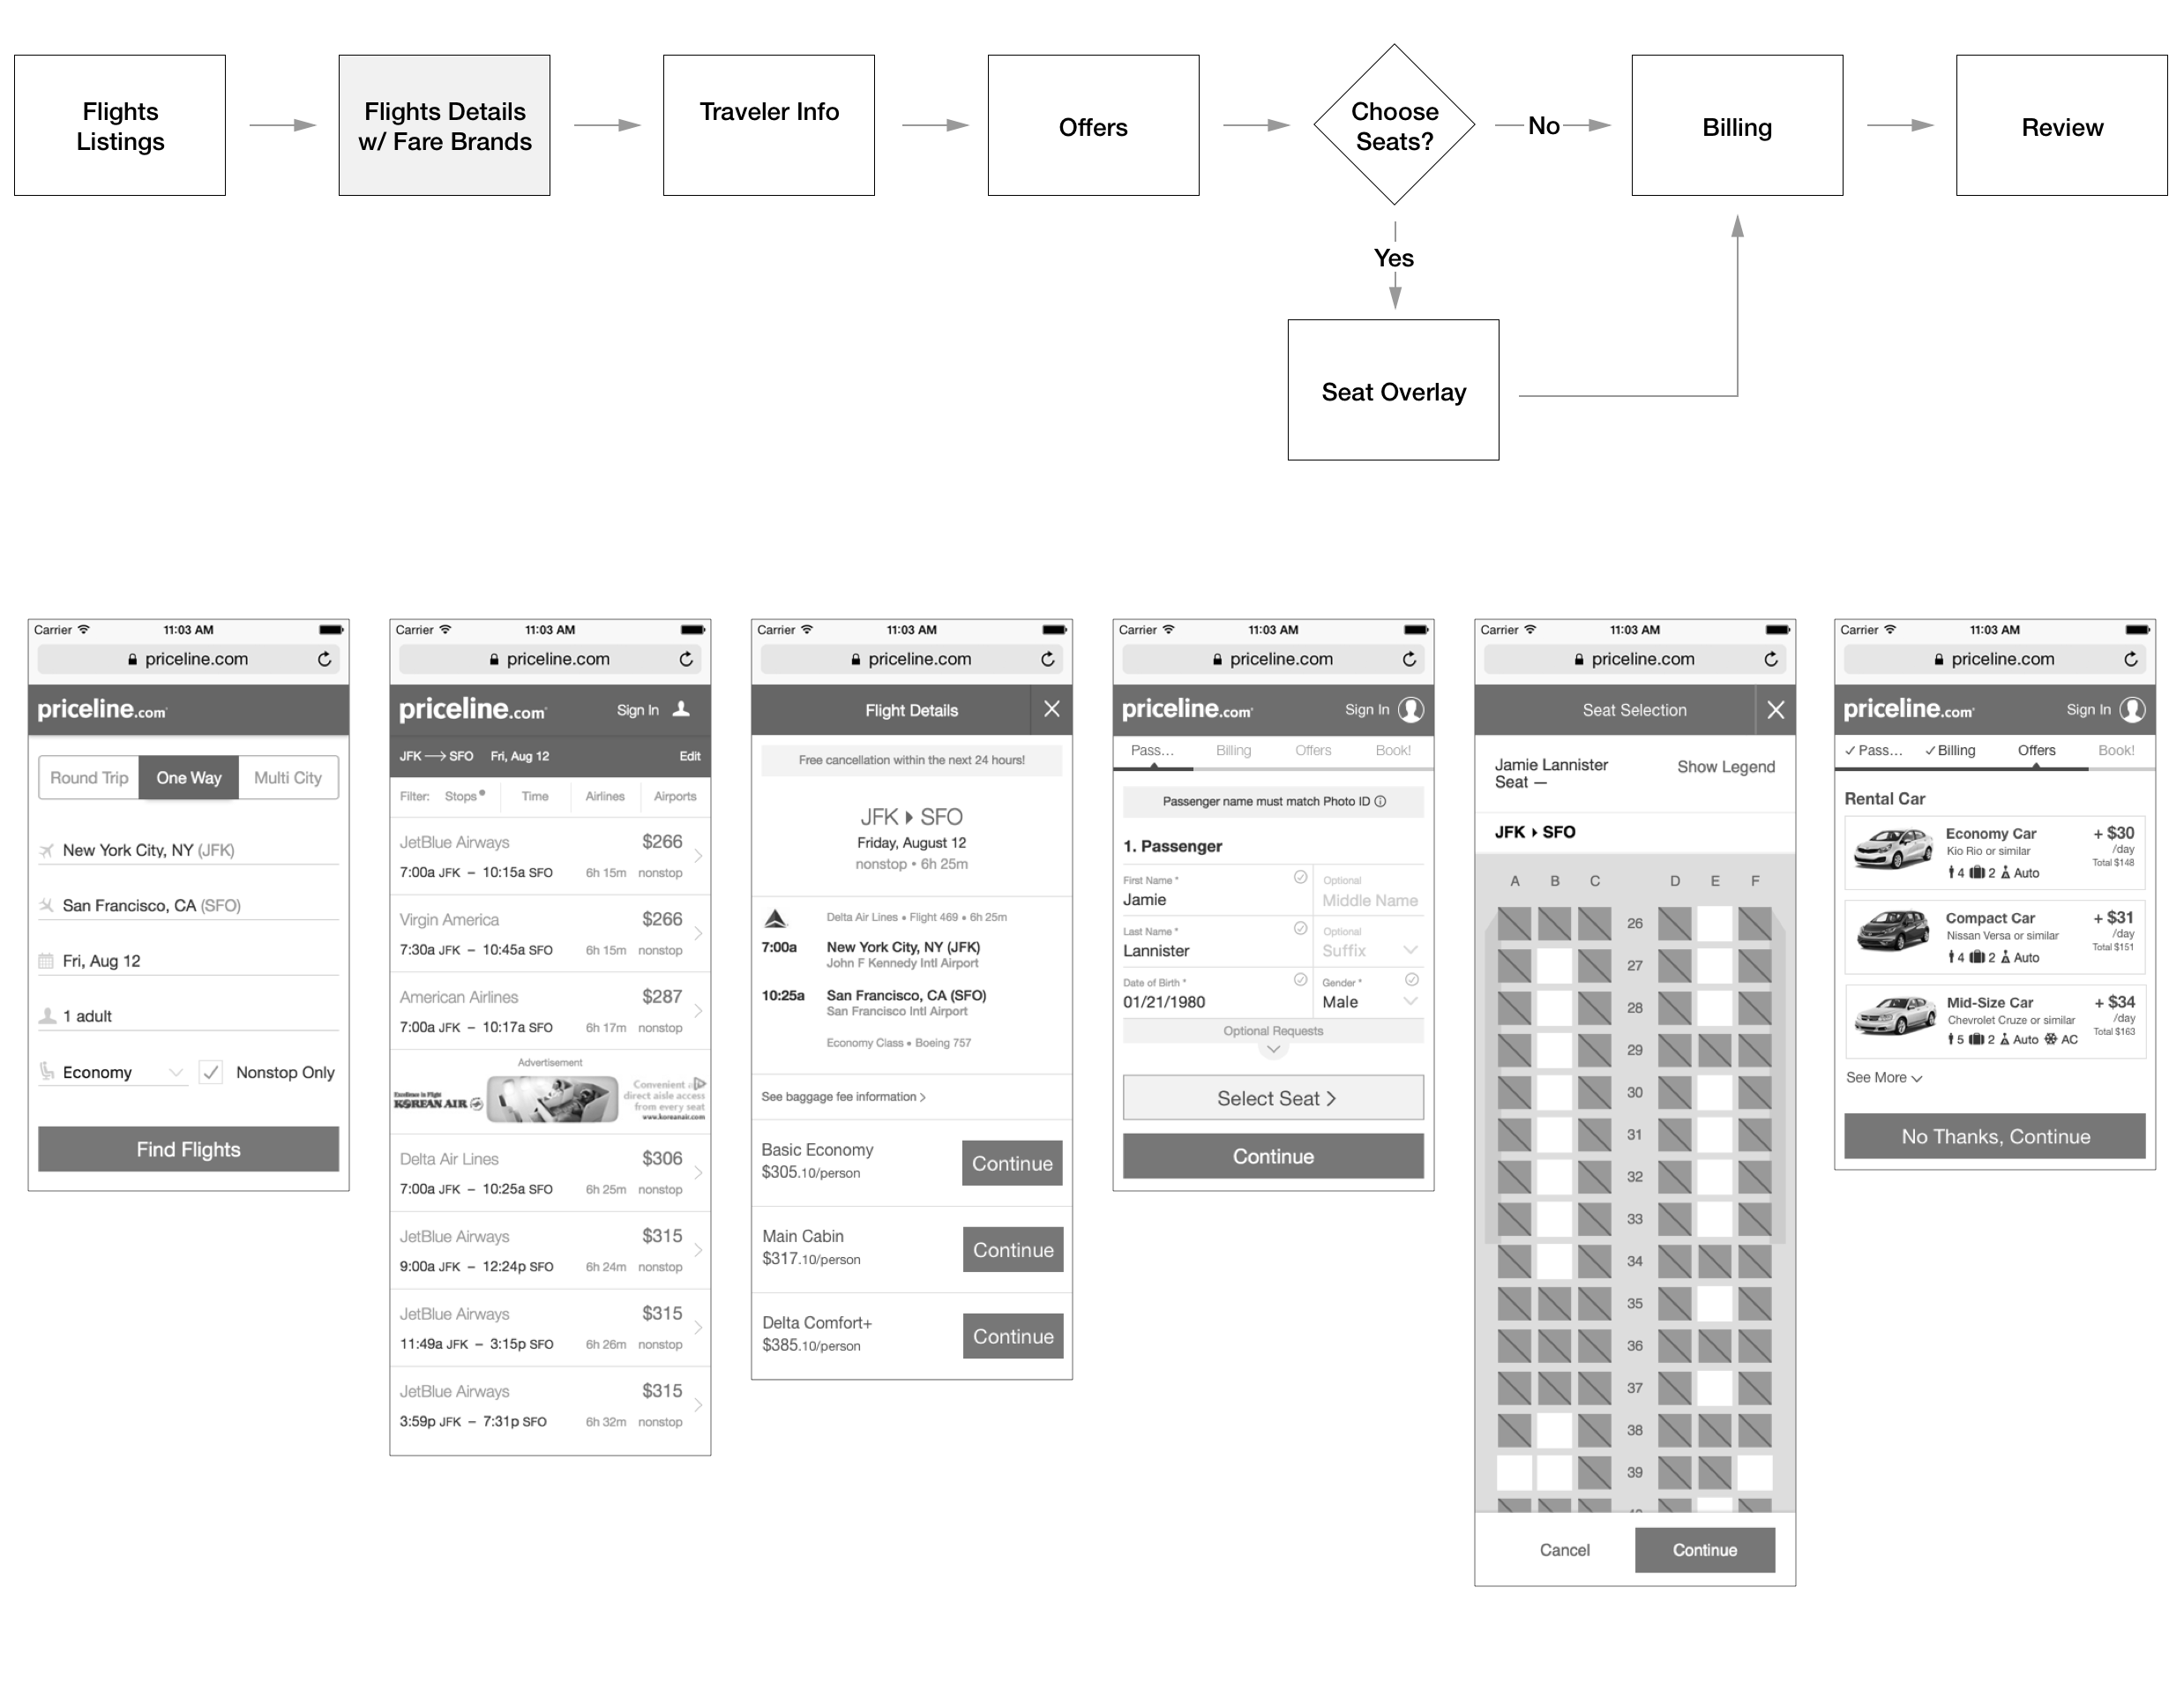 Flights
Listings
Flights Details
w/ Fare Brands
Traveler Info
Offers
Choose
Seats?
No
Billing
Review
Yes
Seat Overlay
Carrier 11:03 AM
priceline.com
priceline.com
Round Trip One Way Multi City
New York City, NY (JFK)
San Francisco, CA (SFO)
Fri, Aug 12
1 adult
Economy Nonstop Only
Find Flights
Carrier 11:03 AM
priceline.com
priceline.com Sign In
JFK → SFO Fri, Aug 12 Edit
Filter: Stops Time Airlines Airports
JetBlue Airways $266
7:00a JFK – 10:15a SFO 6h 15m nonstop
Virgin America $266
7:30a JFK – 10:45a SFO 6h 15m nonstop
American Airlines $287
7:00a JFK – 10:17a SFO 6h 17m nonstop
Advertisement
Excellence in Flight
KOREAN AIR
Convenient
direct aisle access
from every seat
www.koreanair.com
Delta Air Lines $306
7:00a JFK – 10:25a SFO 6h 25m nonstop
JetBlue Airways $315
9:00a JFK – 12:24p SFO 6h 24m nonstop
JetBlue Airways $315
11:49a JFK – 3:15p SFO 6h 26m nonstop
JetBlue Airways $315
3:59p JFK – 7:31p SFO 6h 32m nonstop
Carrier 11:03 AM
priceline.com
Flight Details
Free cancellation within the next 24 hours!
JFK SFO
Friday, August 12
nonstop • 6h 25m
Delta Air Lines • Flight 469 • 6h 25m
7:00a New York City, NY (JFK)
John F Kennedy Intl Airport
10:25a San Francisco, CA (SFO)
San Francisco Intl Airport
Economy Class • Boeing 757
See baggage fee information >
Basic Economy
$305.10/person
Continue
Main Cabin
$317.10/person
Continue
Delta Comfort+
$385.10/person
Continue
Carrier 11:03 AM
priceline.com
priceline.com Sign In
Pass... Billing Offers Book!
Passenger name must match Photo ID
1. Passenger
First Name * Optional
Jamie Middle Name
Last Name * Optional
Lannister Suffix
Date of Birth * Gender *
01/21/1980 Male
Optional Requests
Select Seat >
Continue
Carrier 11:03 AM
priceline.com
Seat Selection
Jamie Lannister Show Legend
Seat —
JFK SFO
A B C D E F
26
27
28
29
30
31
32
33
34
35
36
37
38
39
Cancel Continue
Carrier 11:03 AM
priceline.com
priceline.com Sign In
✓ Pass... ✓ Billing Offers Book!
Rental Car
Economy Car + $30
Kio Rio or similar /day
Total $148
4 2 Auto
Compact Car + $31
Nissan Versa or similar /day
Total $151
4 2 Auto
Mid-Size Car + $34
Chevrolet Cruze or similar /day
Total $163
5 2 Auto AC
See More
No Thanks, Continue